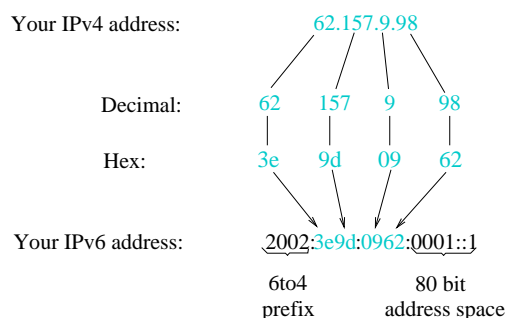 Your IPv4 address: 62.157.9.98
Decimal: 62 157 9 98
Hex: 3e 9d 09 62
Your IPv6 address: 2002:3e9d:0962:0001::1
6to4 80 bit
prefix address space